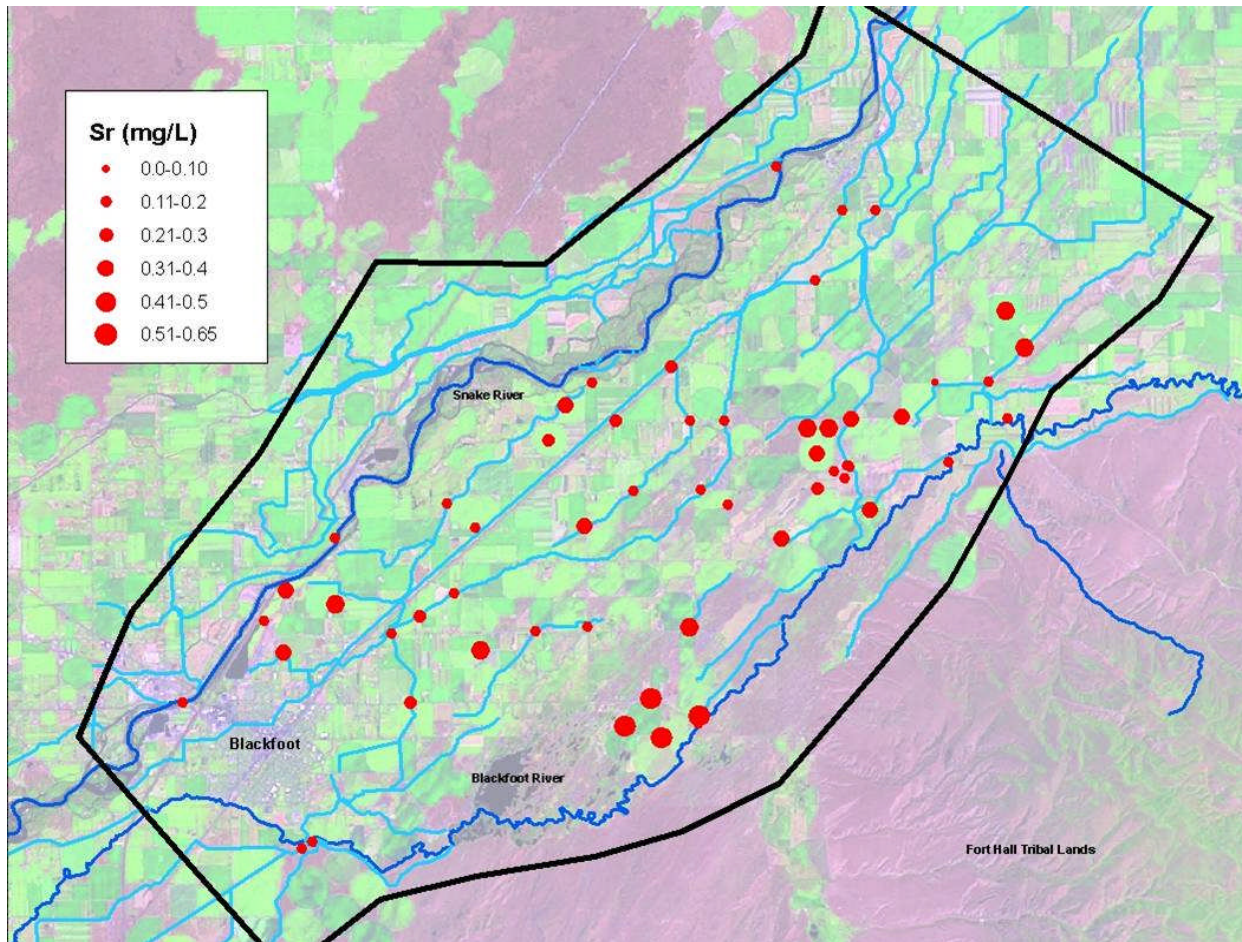 Sr (mg/L)
0.0-0.10
0.11-0.2
0.21-0.3
0.31-0.4
0.41-0.5
0.51-0.65
Snake River
Blackfoot
Blackfoot River
Fort Hall Tribal Lands